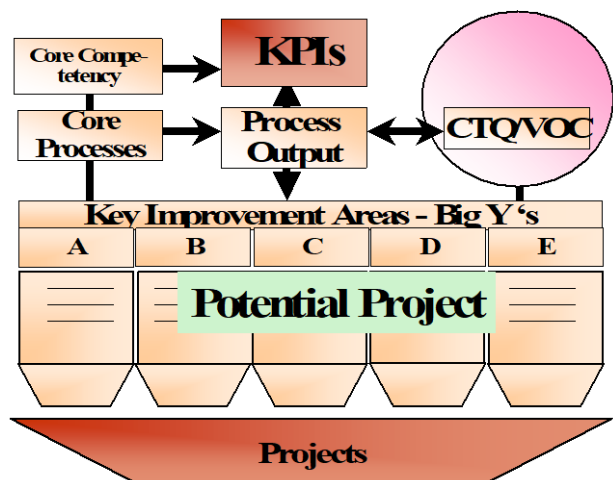 Core Compe-
tetency
KPIs
Core
Processes
Process
Output
CTQ/VOC
Key Improvement Areas - Big Y ‘s
A B C D E
Potential Project
Projects